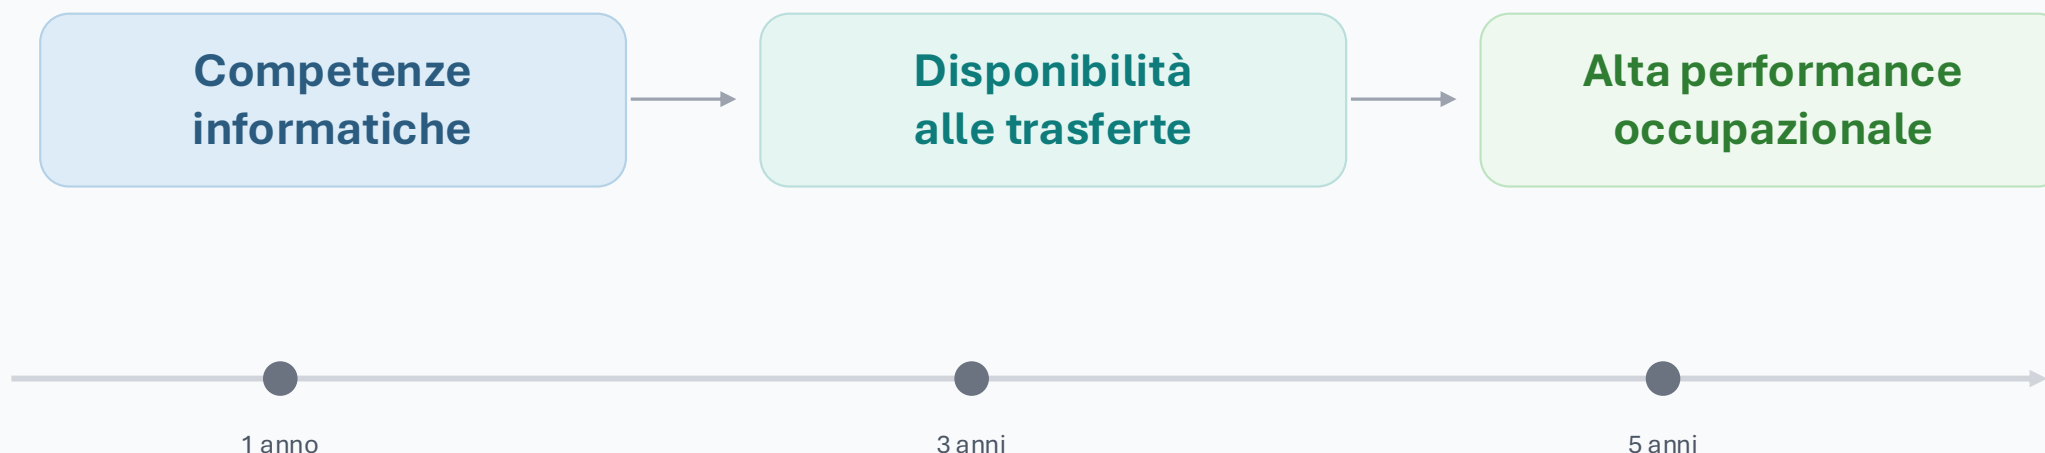 Competenze
informatiche
Disponibilità
alle trasferte
Alta performance
occupazionale
1 anno
3 anni
5 anni